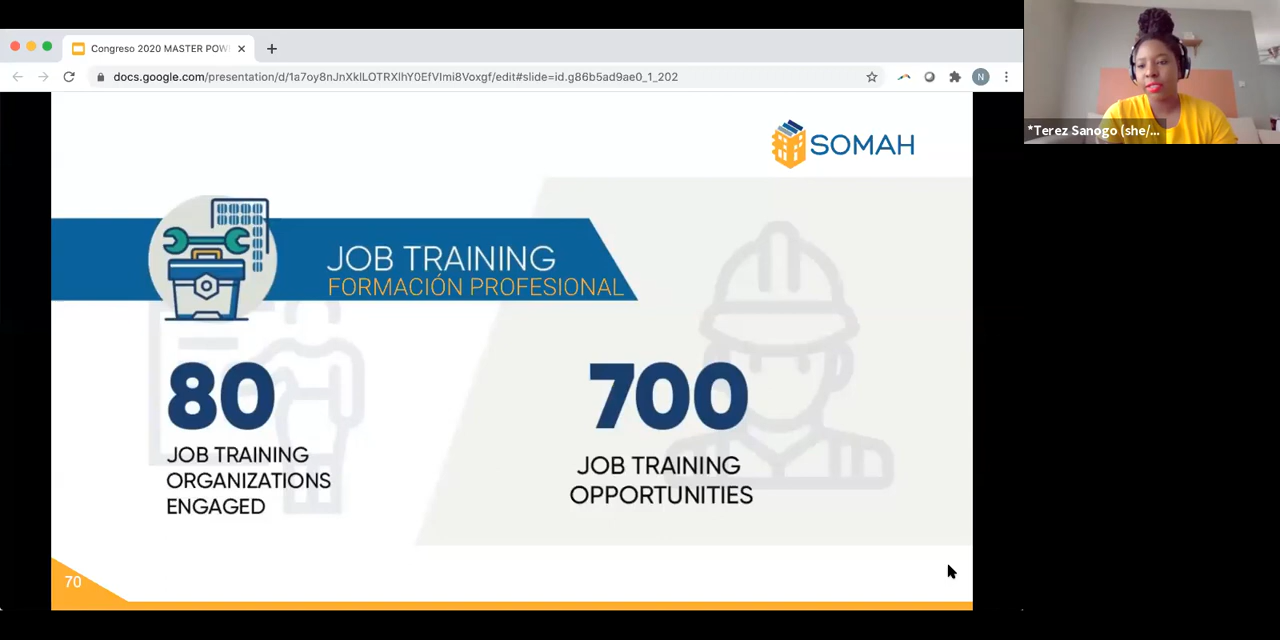 Congreso 2020 MASTER POW
docs.google.com/presentation/d/1a7oy8nJnXklLOTRXlhY0EfVlmi8Voxgf/edit#slide=id.g86b5ad9ae0_1_202
N
*Terez Sanogo (she/...
SOMAH
JOB TRAINING
FORMACIÓN PROFESIONAL
80
JOB TRAINING
ORGANIZATIONS
ENGAGED
700
JOB TRAINING
OPPORTUNITIES
70